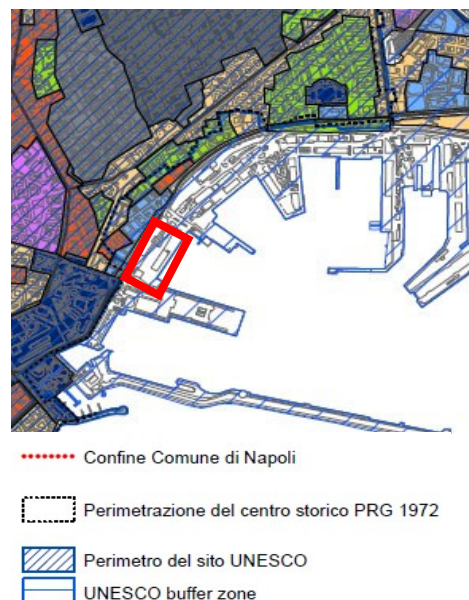 Confine Comune di Napoli
Perimetrazione del centro storico PRG 1972
Perimetro del sito UNESCO
UNESCO buffer zone